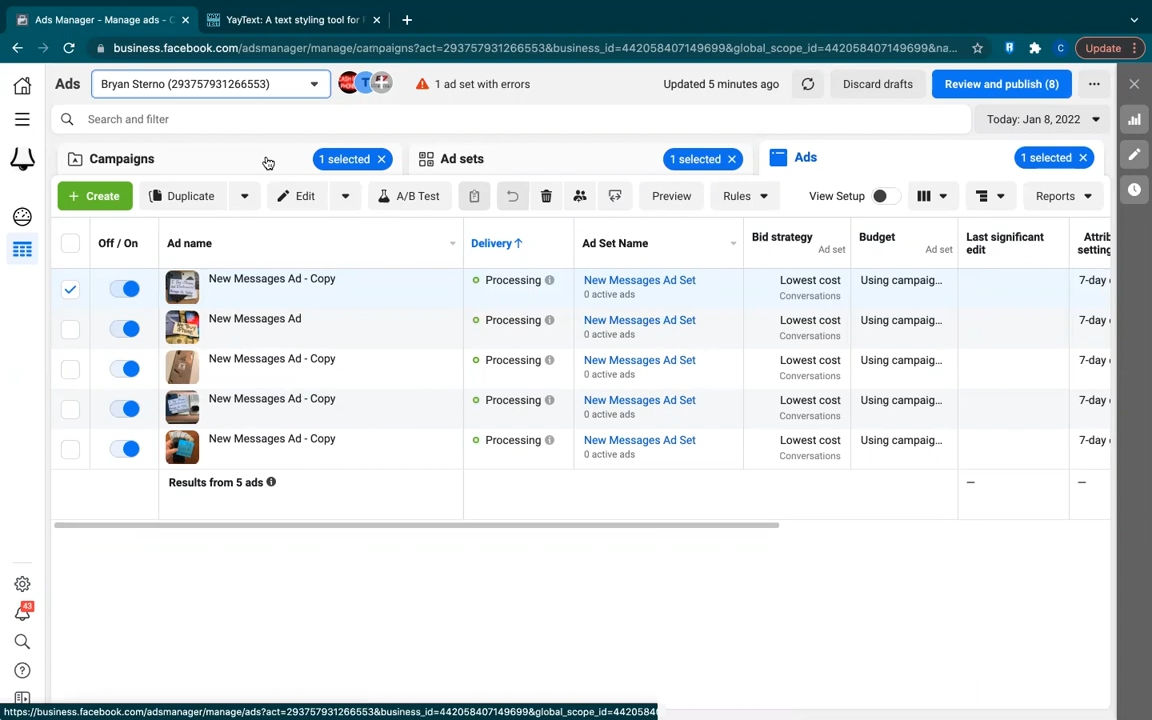 Ads Manager - Manage ads - C
YayText: A text styling tool for
business.facebook.com/adsmanager/manage/campaigns?act=293757931266553&business_id=442058407149699&global_scope_id=442058407149699&na...
C
Update
Ads
Bryan Sterno (293757931266553)
1 ad set with errors
Updated 5 minutes ago
Discard drafts
Review and publish (8)
Search and filter
Today: Jan 8, 2022
Campaigns
1 selected
Ad sets
1 selected
Ads
1 selected
+ Create
Duplicate
Edit
A/B Test
Preview
Rules
View Setup
Reports
Off / On
Ad name
Delivery ↑
Ad Set Name
Bid strategy
Ad set
Budget
Ad set
Last significant
edit
Attrib
setting
New Messages Ad - Copy
Processing
New Messages Ad Set
0 active ads
Lowest cost
Conversations
Using campaig...
7-day c
New Messages Ad
Processing
New Messages Ad Set
0 active ads
Lowest cost
Conversations
Using campaig...
7-day c
New Messages Ad - Copy
Processing
New Messages Ad Set
0 active ads
Lowest cost
Conversations
Using campaig...
7-day c
New Messages Ad - Copy
Processing
New Messages Ad Set
0 active ads
Lowest cost
Conversations
Using campaig...
7-day c
New Messages Ad - Copy
Processing
New Messages Ad Set
0 active ads
Lowest cost
Conversations
Using campaig...
7-day c
Results from 5 ads
—
—
43
https://business.facebook.com/adsmanager/manage/ads?act=293757931266553&business_id=442058407149699&global_scope_id=44205840